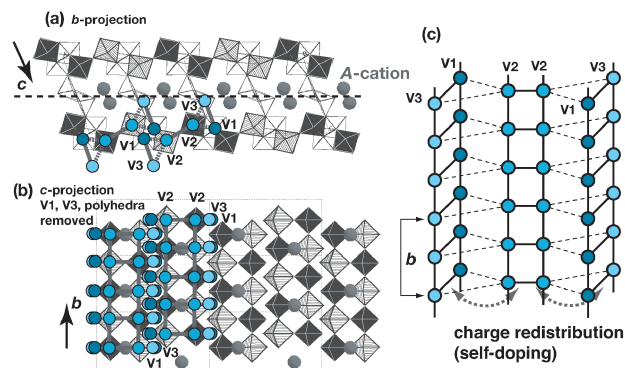 (a) b-projection
c
A-cation
V3
V1
V1
V2
V3
(b) c-projection
V1, V3, polyhedra
removed
V2
V2
V3
V1
b
V3
V1
(c)
V1
V2
V2
V3
V3
V1
b
charge redistribution
(self-doping)